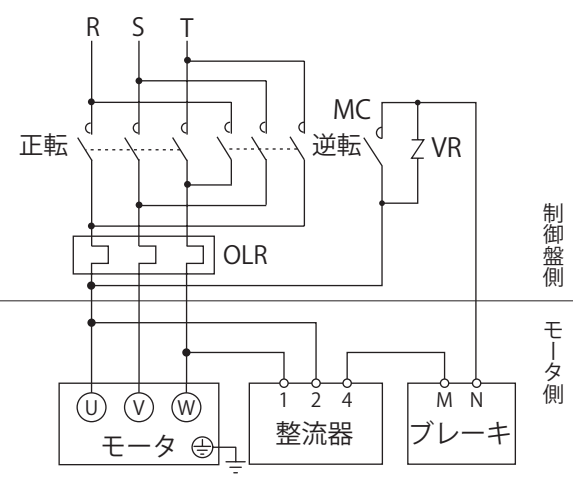 R S T
MC
正転
逆転
VR
OLR
制御盤側
モータ側
U V W
1 2 4
M N
モータ
整流器
ブレーキ